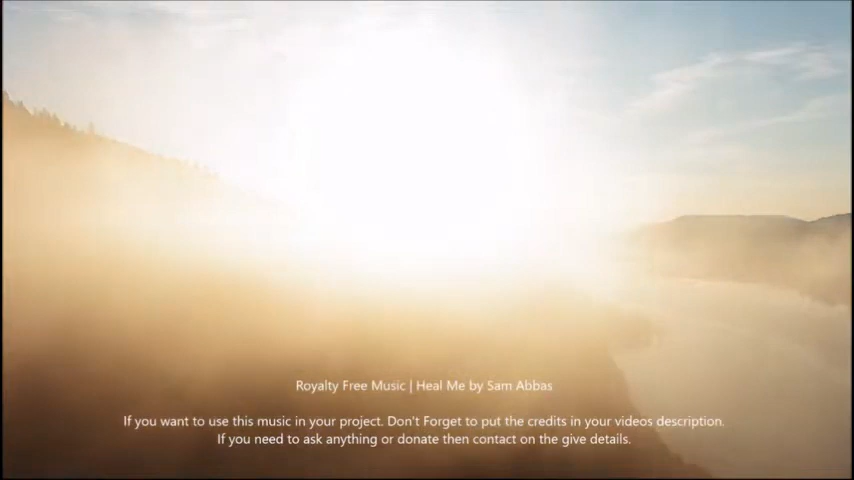 Royalty Free Music | Heal Me by Sam Abbas
If you want to use this music in your project. Don't Forget to put the credits in your videos description.
If you need to ask anything or donate then contact on the give details.